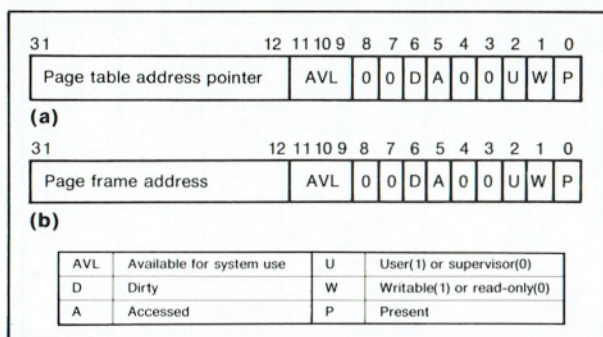 31 12 11 10 9 8 7 6 5 4 3 2 1 0
Page table address pointer AVL 0 0 D A 0 0 U W P
(a)
31 12 11 10 9 8 7 6 5 4 3 2 1 0
Page frame address AVL 0 0 D A 0 0 U W P
(b)
AVL Available for system use U User(1) or supervisor(0)
D Dirty W Writable(1) or read-only(0)
A Accessed P Present